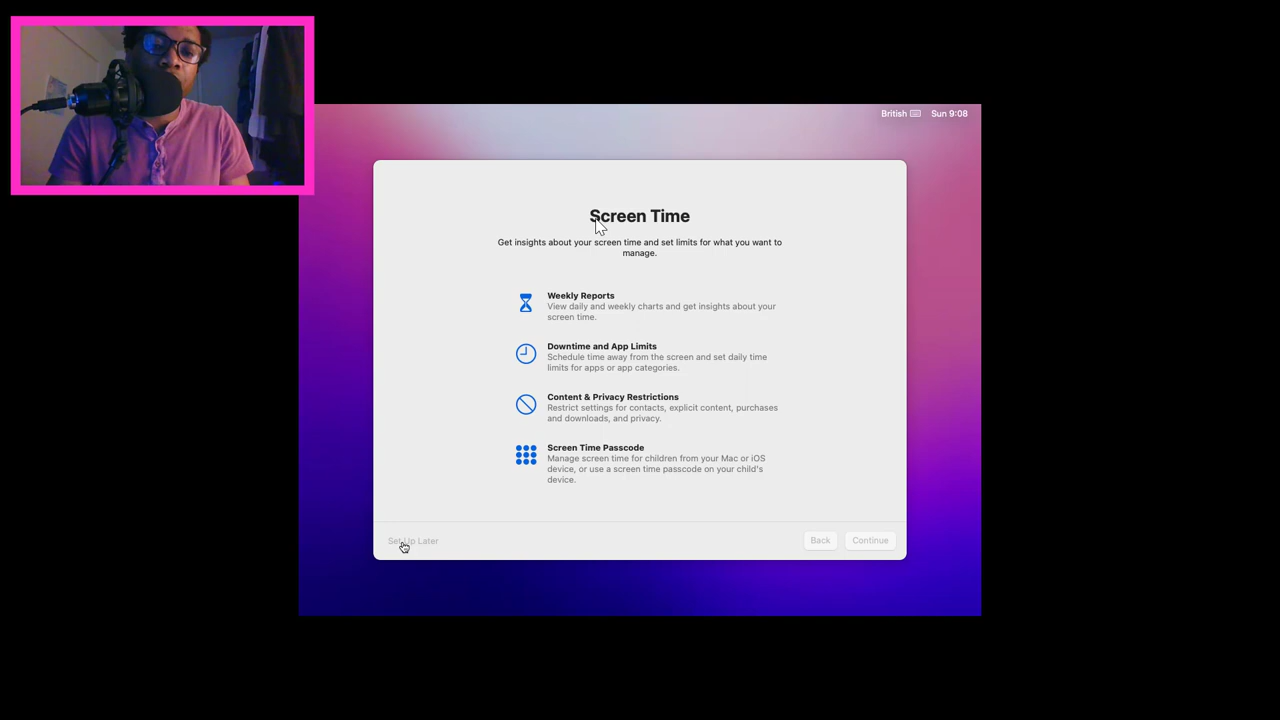 British
Sun 9:08
Screen Time
Get insights about your screen time and set limits for what you want to
manage.
Weekly Reports
View daily and weekly charts and get insights about your
screen time.
Downtime and App Limits
Schedule time away from the screen and set daily time
limits for apps or app categories.
Content & Privacy Restrictions
Restrict settings for contacts, explicit content, purchases
and downloads, and privacy.
Screen Time Passcode
Manage screen time for children from your Mac or iOS
device, or use a screen time passcode on your child's
device.
Set Up Later
Back
Continue